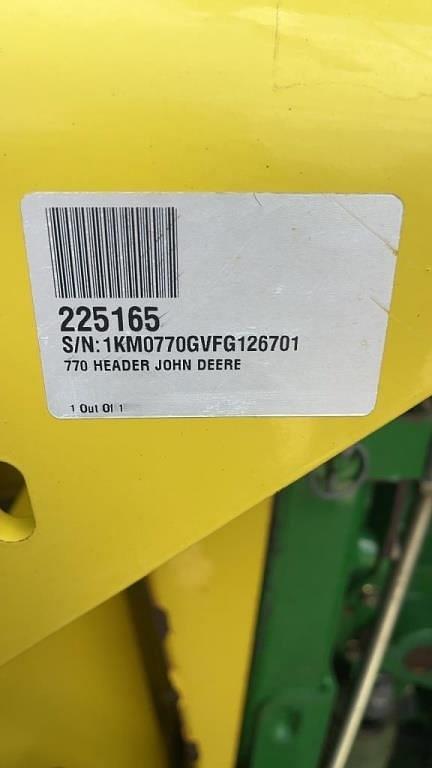 225165
S/N:1KM0770GVFG126701
770 HEADER JOHN DEERE
1 Out Of 1